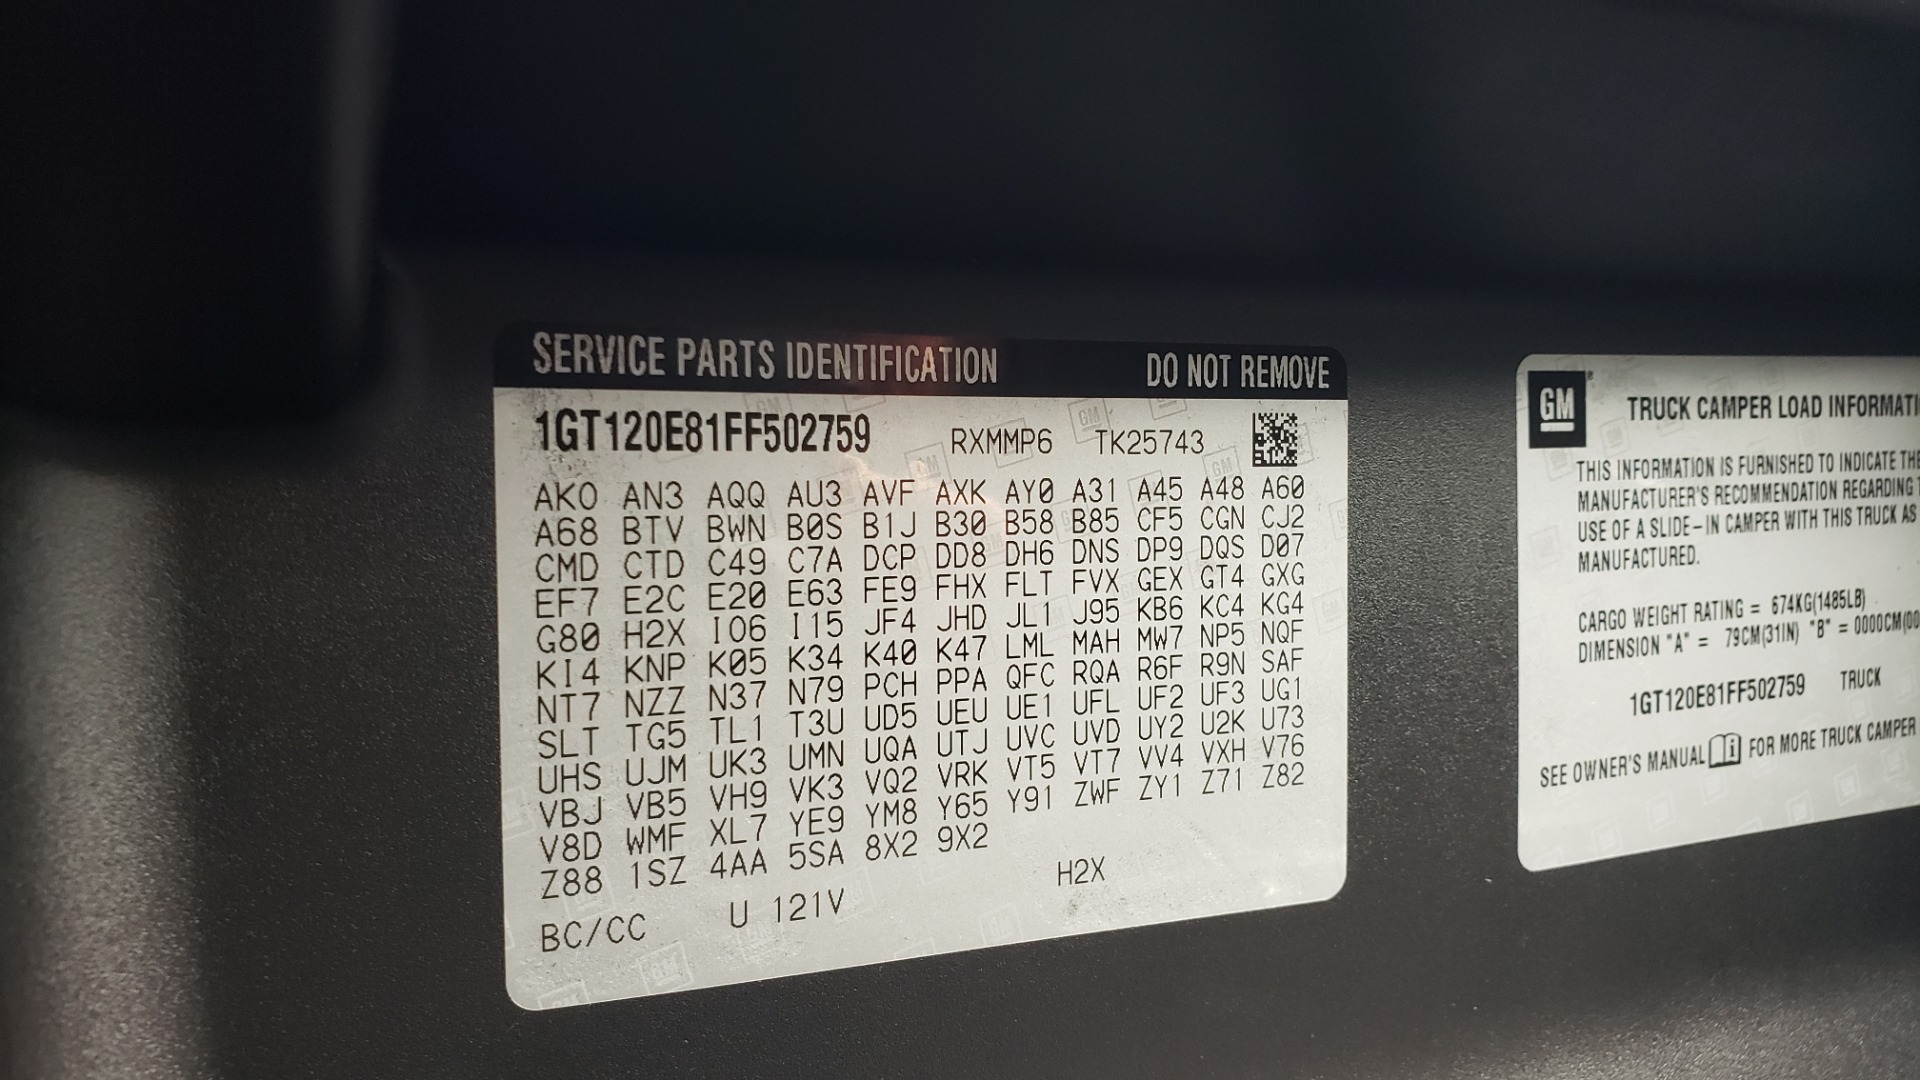 SERVICE PARTS IDENTIFICATION DO NOT REMOVE
1GT120E81FF502759 RXMMP6 TK25743
AKO AN3 AQQ AU3 AVF AXK AY0 A31 A45 A48 A60
A68 BTV BWN B0S B1J B30 B58 B85 CF5 CGN CJ2
CMD CTD C49 C7A DCP DD8 DH6 DNS DP9 DQS D07
EF7 E2C E20 E63 FE9 FHX FLT FVX GEX GT4 GXG
G80 H2X I06 I15 JF4 JHD JL1 J95 KB6 KC4 KG4
KI4 KNP K05 K34 K40 K47 LML MAH MW7 NP5 NQF
NT7 NZZ N37 N79 PCH PPA QFC RQA R6F R9N SAF
SLT TG5 TL1 T3U UD5 UEU UE1 UFL UF2 UF3 UG1
UHS UJM UK3 UMN UQA UTJ UVC UVD UY2 U2K U73
VBJ VB5 VH9 VK3 VQ2 VRK VT5 VT7 VV4 VXH V76
V8D WMF XL7 YE9 YM8 Y65 Y91 ZWF ZY1 Z71 Z82
Z88 1SZ 4AA 5SA 8X2 9X2
BC/CC U 121V H2X
GM TRUCK CAMPER LOAD INFORMATI
THIS INFORMATION IS FURNISHED TO INDICATE THE
MANUFACTURER'S RECOMMENDATION REGARDING
USE OF A SLIDE-IN CAMPER WITH THIS TRUCK AS
MANUFACTURED.
CARGO WEIGHT RATING = 674KG(1485LB)
DIMENSION "A" = 79CM(31IN) "B" = 0000CM(00
1GT120E81FF502759 TRUCK
SEE OWNER'S MANUAL FOR MORE TRUCK CAMPER